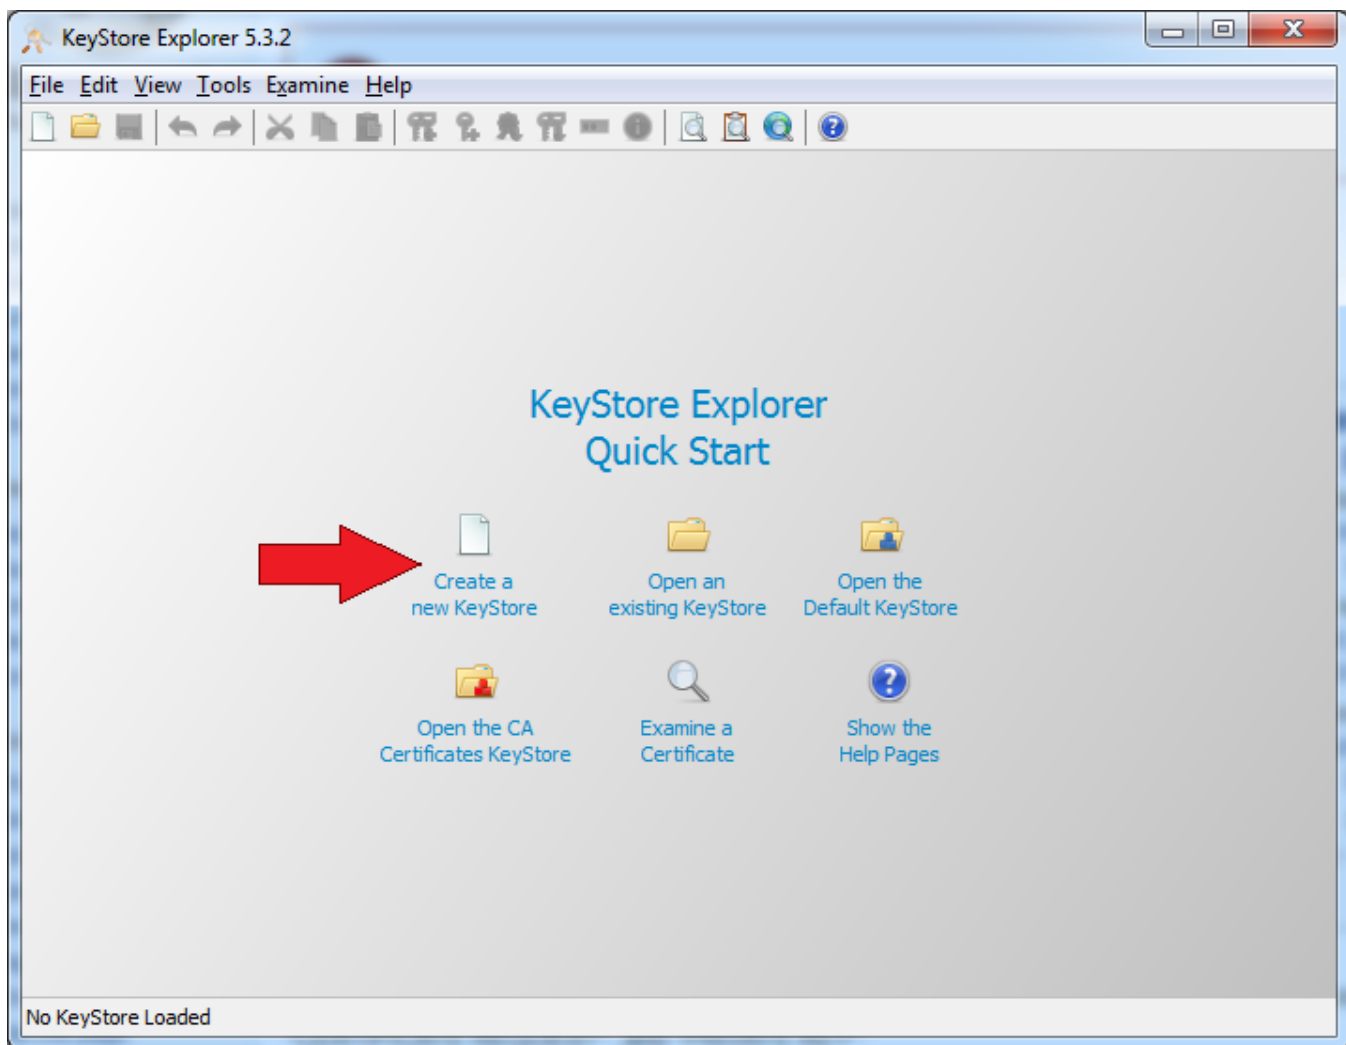 KeyStore Explorer 5.3.2
File Edit View Tools Examine Help
KeyStore Explorer
Quick Start
Create a
new KeyStore
Open an
existing KeyStore
Open the
Default KeyStore
Open the CA
Certificates KeyStore
Examine a
Certificate
Show the
Help Pages
No KeyStore Loaded